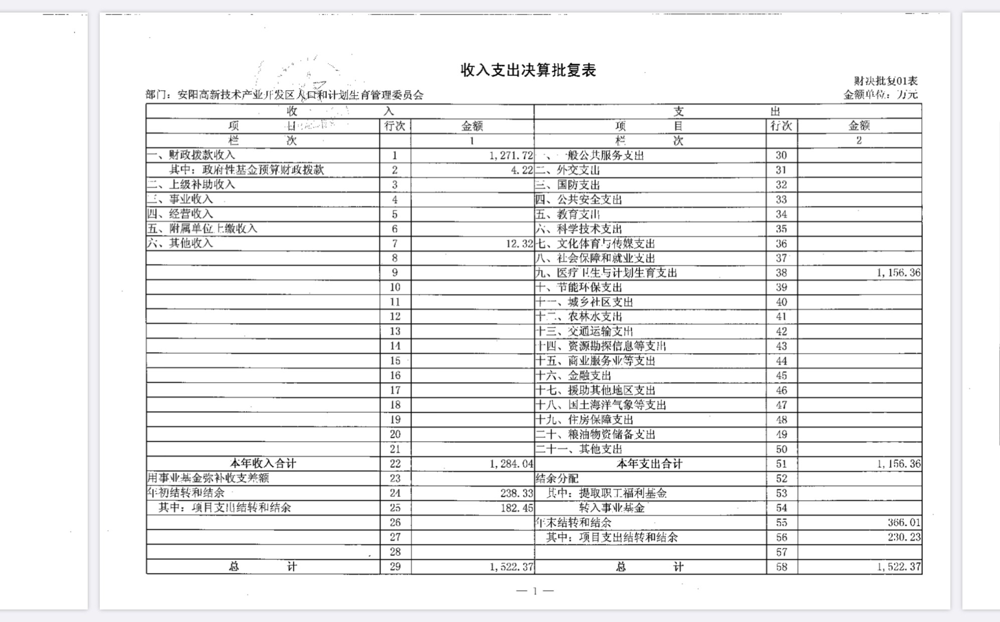 收入支出决算批复表
财决批复01表
部门：安阳高新技术产业开发区人口和计划生育管理委员会 金额单位：万元
收 入 支 出
项 目 行次 金额 项 目 行次 金额
栏 次 1 栏 次 2
一、财政拨款收入 1 1,271.72 一、一般公共服务支出 30
其中：政府性基金预算财政拨款 2 4.22 二、外交支出 31
二、上级补助收入 3 三、国防支出 32
三、事业收入 4 四、公共安全支出 33
四、经营收入 5 五、教育支出 34
五、附属单位上缴收入 6 六、科学技术支出 35
六、其他收入 7 12.32 七、文化体育与传媒支出 36
8 八、社会保障和就业支出 37
9 九、医疗卫生与计划生育支出 38 1,156.36
10 十、节能环保支出 39
11 十一、城乡社区支出 40
12 十二、农林水支出 41
13 十三、交通运输支出 42
14 十四、资源勘探信息等支出 43
15 十五、商业服务业等支出 44
16 十六、金融支出 45
17 十七、援助其他地区支出 46
18 十八、国土海洋气象等支出 47
19 十九、住房保障支出 48
20 二十、粮油物资储备支出 49
21 二十一、其他支出 50
本年收入合计 22 1,284.04 本年支出合计 51 1,156.36
用事业基金弥补收支差额 23 结余分配 52
年初结转和结余 24 238.33 其中：提取职工福利基金 53
其中：项目支出结转和结余 25 182.45 转入事业基金 54
26 年末结转和结余 55 366.01
27 其中：项目支出结转和结余 56 230.23
28 57
总 计 29 1,522.37 总 计 58 1,522.37
— 1 —